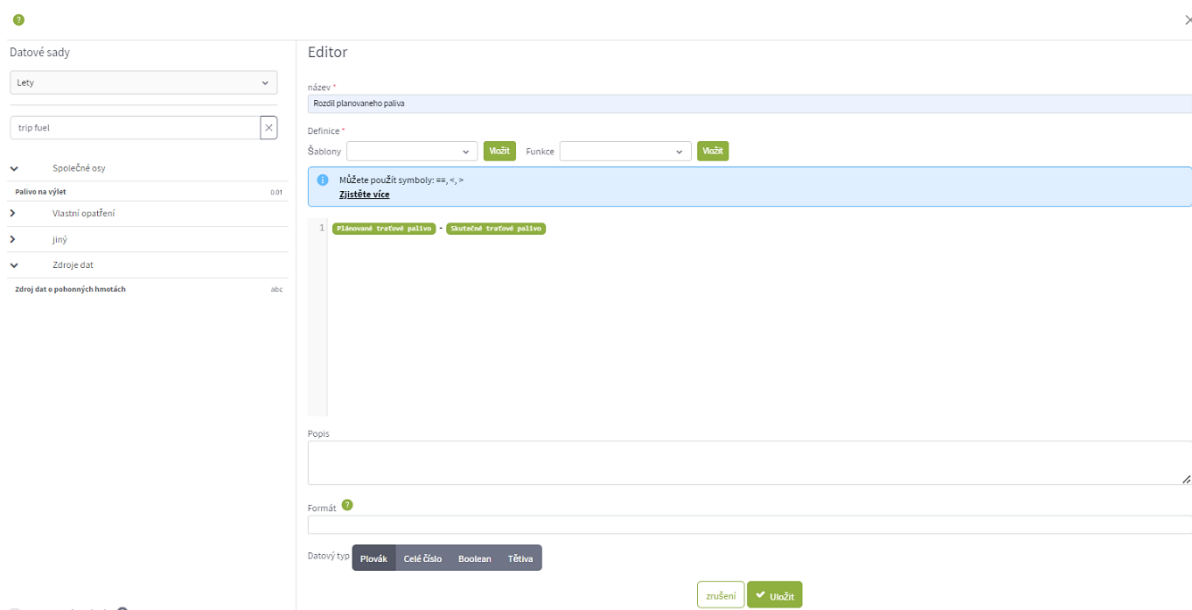 ?
Datové sady
Lety
trip fuel
Společné osy
Palivo na výlet 0.01
Vlastní opatření
jiný
Zdroje dat
Zdroj dat o pohonných hmotách abc
Editor
název *
Rozdil planovaneho paliva
Definice *
Šablony Vložit Funkce Vložit
Můžete použít symboly: ==, <, >
Zjistěte více
1 Plánované traťové palivo - Skutečné traťové palivo
Popis
Formát ?
Datový typ Plovák Celé číslo Boolean Tětiva
zrušení Uložit